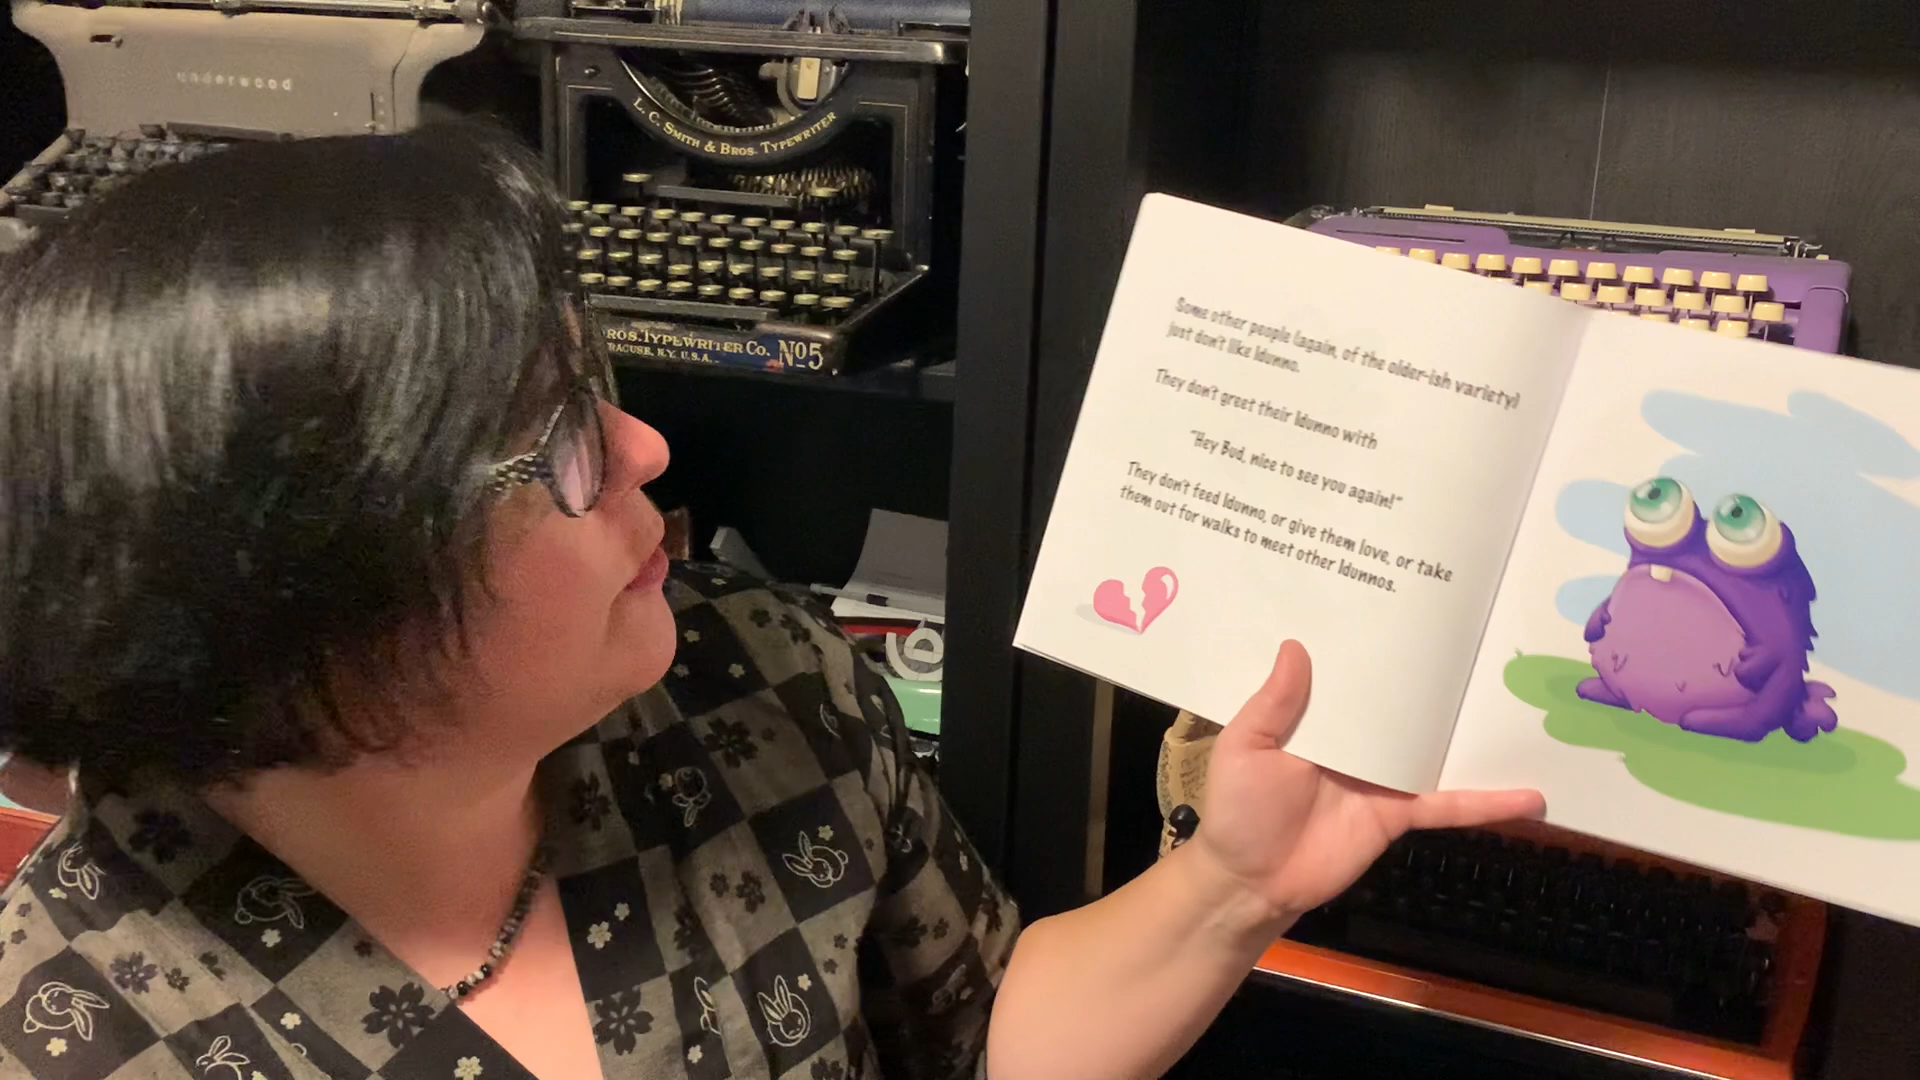 underwood
L. C. SMITH & BROS. TYPEWRITER
ROS. TYPEWRITER CO. No5
RACUSE, N.Y. U.S.A.
Some other people (again, of the older-ish variety)
just don't like Idunno.
They don't greet their Idunno with
"Hey Bud, nice to see you again!"
They don't feed Idunno, or give them love, or take
them out for walks to meet other Idunnos.